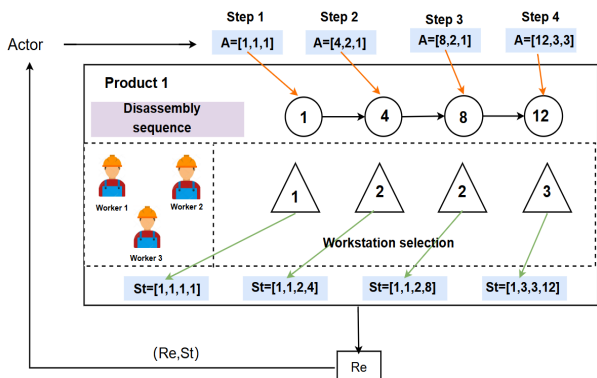 Step 1 Step 2 Step 3 Step 4
Actor A=[1,1,1] A=[4,2,1] A=[8,2,1] A=[12,3,3]
Product 1
Disassembly
sequence
1 4 8 12
Worker 1 Worker 2
Worker 3
1 2 2 3
Workstation selection
St=[1,1,1,1] St=[1,1,2,4] St=[1,1,2,8] St=[1,3,3,12]
(Re,St)
Re